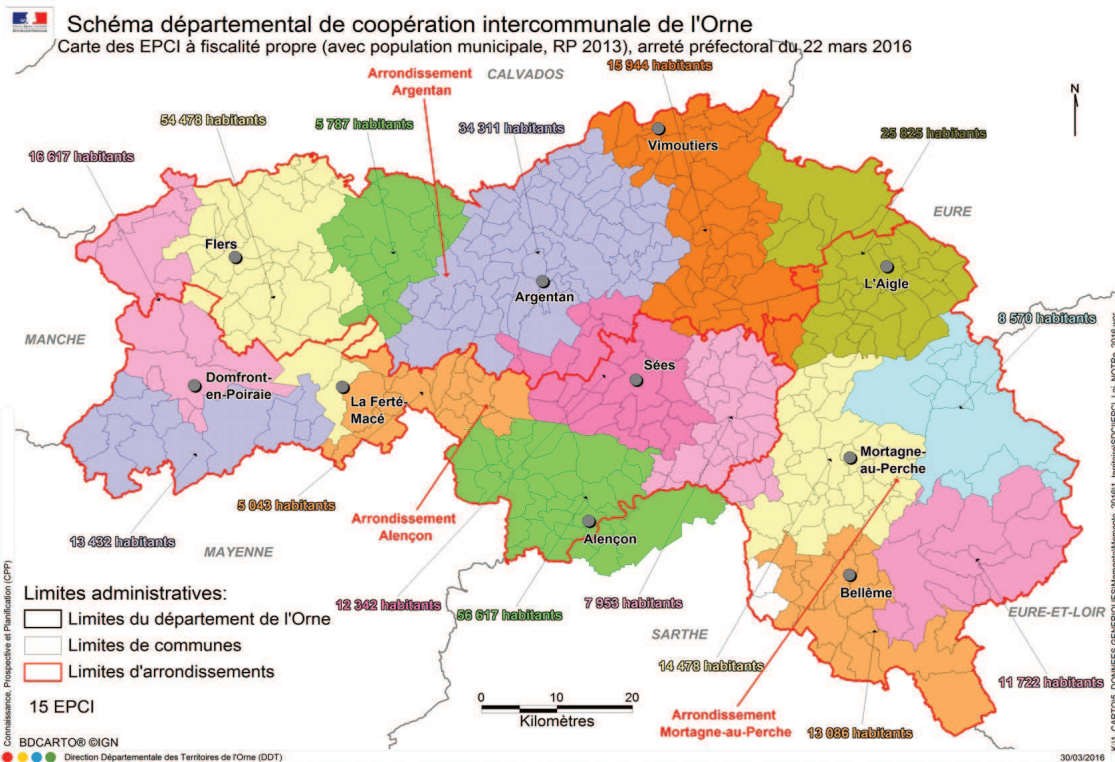 Schéma départemental de coopération intercommunale de l'Orne
Carte des EPCI à fiscalité propre (avec population municipale, RP 2013), arreté préfectoral du 22 mars 2016
Arrondissement
Argentan
CALVADOS
15 944 habitants
N
54 478 habitants
5 787 habitants
34 311 habitants
25 825 habitants
16 617 habitants
Vimoutiers
EURE
Flers
L'Aigle
Argentan
8 570 habitants
MANCHE
Domfront-
en-Poiraie
La Ferté-
Macé
Sées
Mortagne-
au-Perche
5 043 habitants
Arrondissement
Alençon
13 432 habitants
MAYENNE
Alençon
Bellême
Limites administratives:
Limites du département de l'Orne
Limites de communes
Limites d'arrondissements
15 EPCI
12 342 habitants
56 617 habitants
7 953 habitants
SARTHE
14 478 habitants
EURE-ET-LOIR
11 722 habitants
0 10 20
Kilomètres
Arrondissement
Mortagne-au-Perche
13 086 habitants
BDCARTO® ©IGN
Direction Départementale des Territoires de l'Orne (DDT)
30/03/2016
Connaissance, Prospective et Planification (CPP)